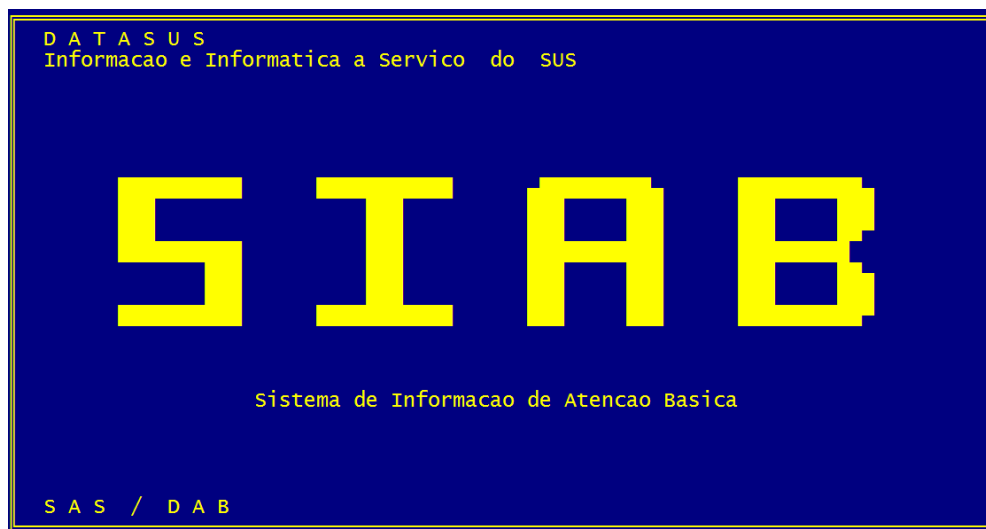 D A T A S U S
Informacao e Informatica a Servico  do  SUS
SIAB
Sistema de Informacao de Atencao Basica
S A S  /  D A B